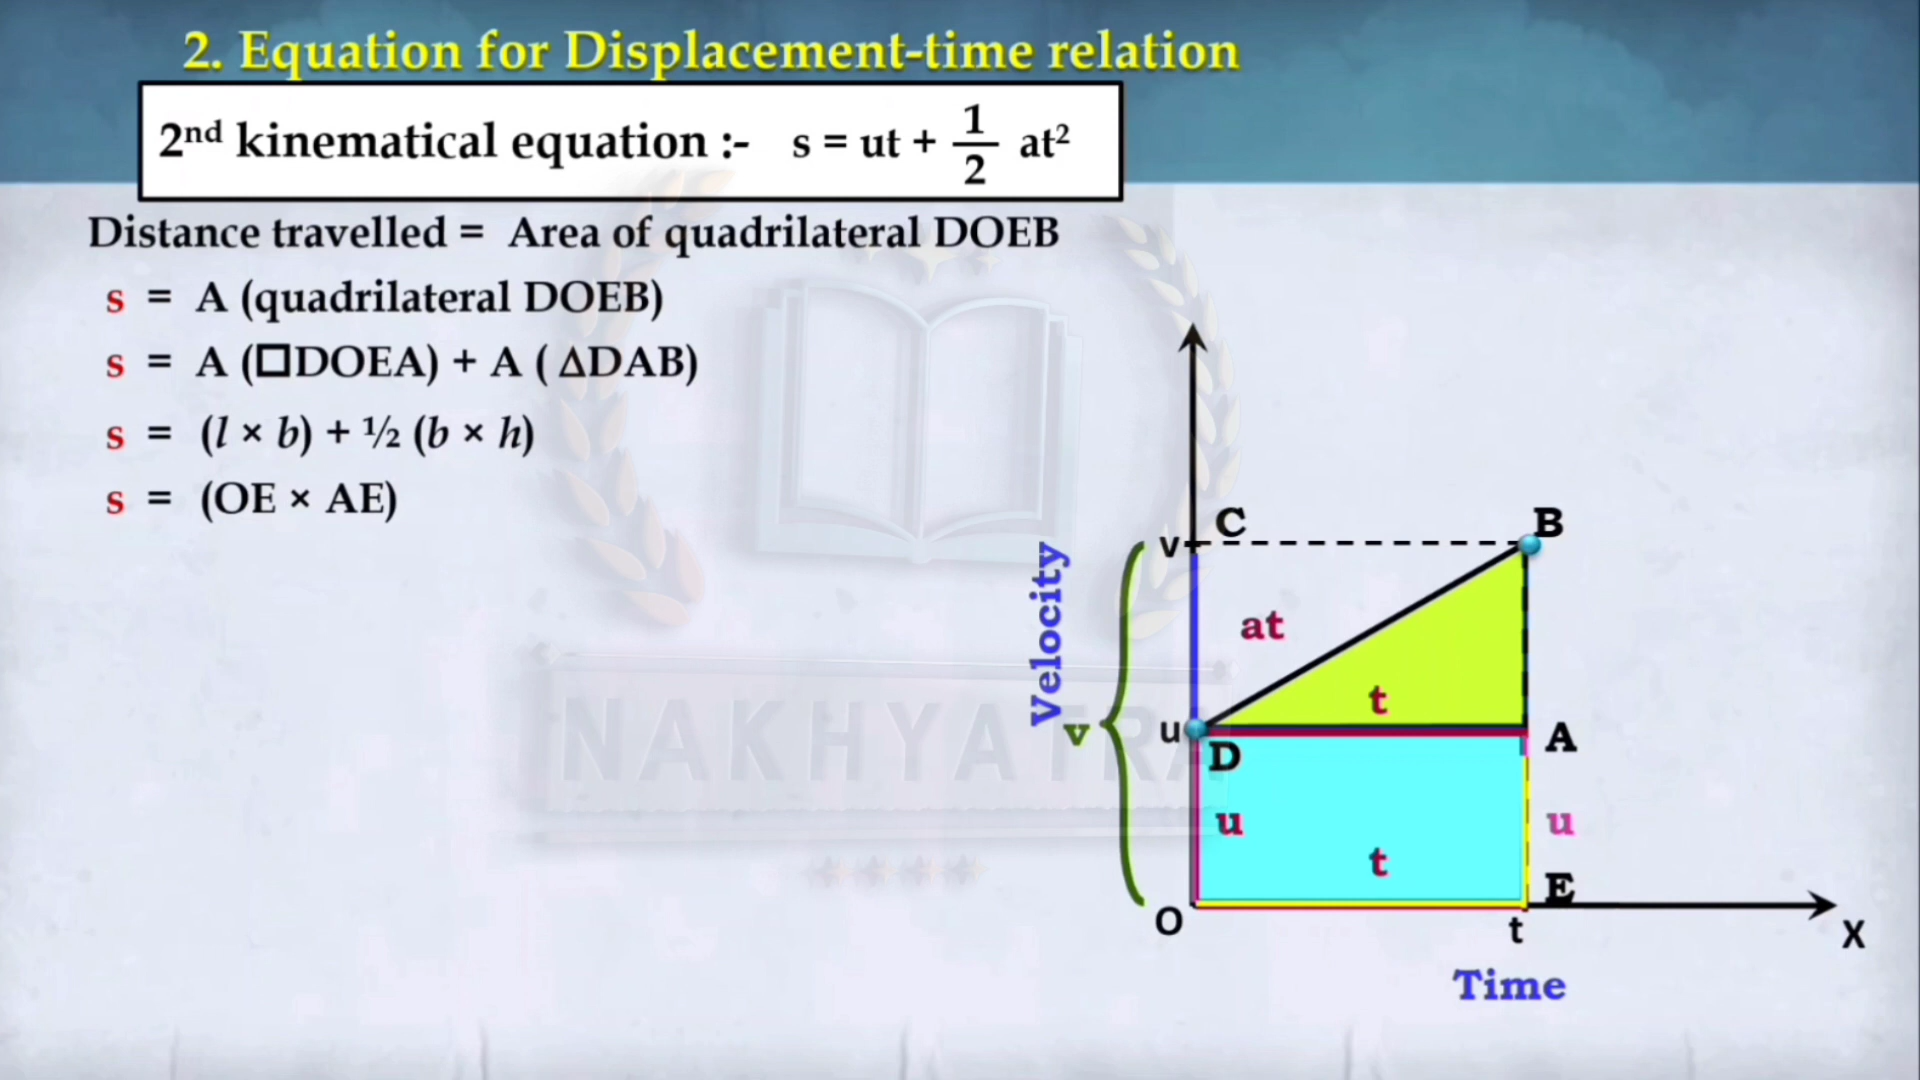 2. Equation for Displacement-time relation
2nd kinematical equation :- s = ut + 1/2 at²
Distance travelled = Area of quadrilateral DOEB
s = A (quadrilateral DOEB)
s = A (□DOEA) + A ( ΔDAB)
s = (l × b) + ½ (b × h)
s = (OE × AE)
C
B
v
Velocity
at
t
v
u
D
A
u
u
t
E
O
t
X
Time
NAKHYATRA